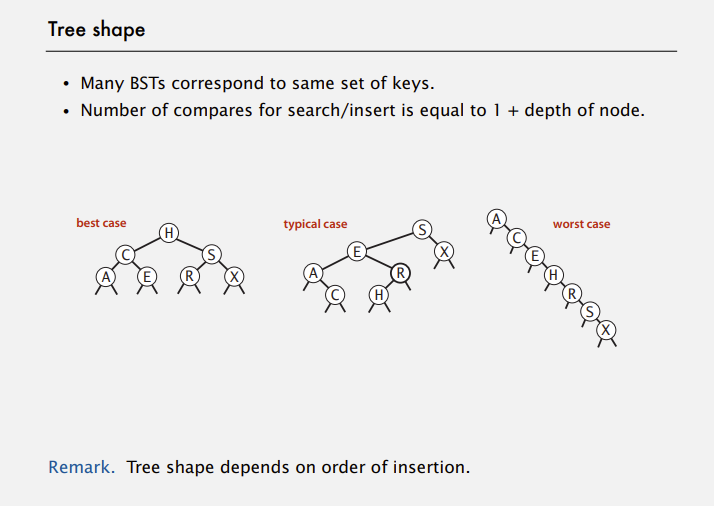 Tree shape
• Many BSTs correspond to same set of keys.
• Number of compares for search/insert is equal to 1 + depth of node.
best case
H
C S
A E R X
typical case
S
E X
A R
C H
worst case
A
C
E
H
R
S
X
Remark. Tree shape depends on order of insertion.